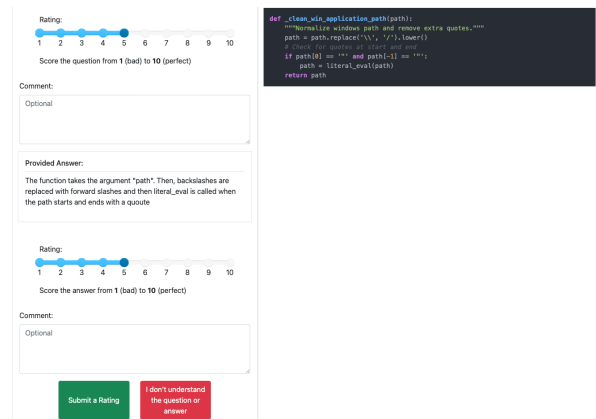 Rating:
1 2 3 4 5 6 7 8 9 10
Score the question from 1 (bad) to 10 (perfect)
Comment:
Optional
Provided Answer:
The function takes the argument "path". Then, backslashes are
replaced with forward slashes and then literal_eval is called when
the path starts and ends with a quoute
Rating:
1 2 3 4 5 6 7 8 9 10
Score the answer from 1 (bad) to 10 (perfect)
Comment:
Optional
Submit a Rating
I don't understand
the question or
answer
def _clean_win_application_path(path):
"""Normalize windows path and remove extra quotes."""
path = path.replace('\\', '/').lower()
# Check for quotes at start and end
if path[0] == '"' and path[-1] == '"':
path = literal_eval(path)
return path